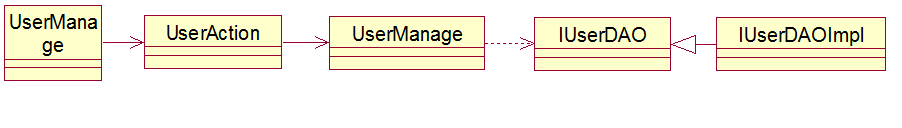 UserMana
ge
UserAction
UserManage
IUserDAO
IUserDAOImpl